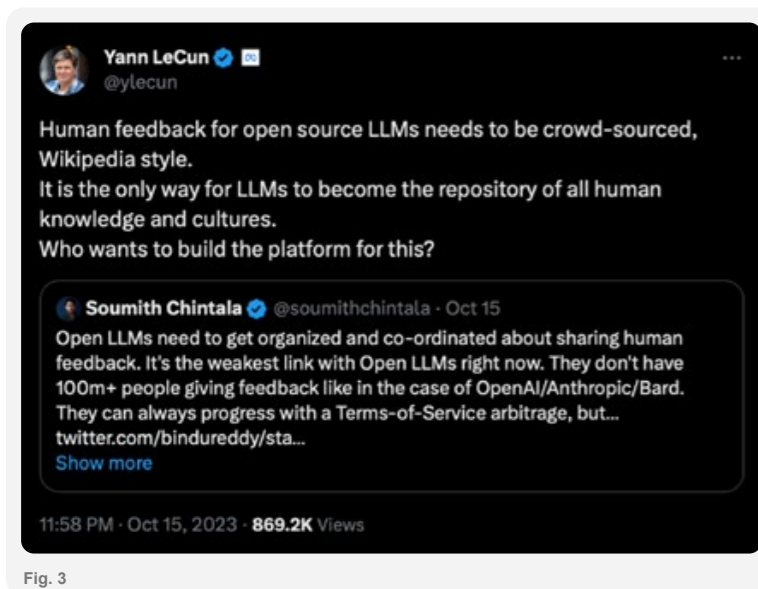 Yann LeCun
@ylecun
Human feedback for open source LLMs needs to be crowd-sourced,
Wikipedia style.
It is the only way for LLMs to become the repository of all human
knowledge and cultures.
Who wants to build the platform for this?
Soumith Chintala @soumithchintala · Oct 15
Open LLMs need to get organized and co-ordinated about sharing human
feedback. It's the weakest link with Open LLMs right now. They don't have
100m+ people giving feedback like in the case of OpenAI/Anthropic/Bard.
They can always progress with a Terms-of-Service arbitrage, but...
twitter.com/bindureddy/sta...
Show more
11:58 PM · Oct 15, 2023 · 869.2K Views
Fig. 3